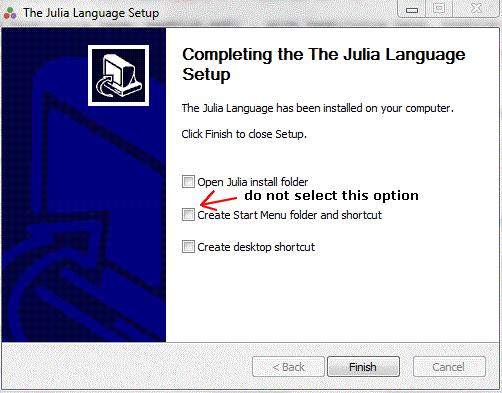 The Julia Language Setup
Completing the The Julia Language
Setup
The Julia Language has been installed on your computer.
Click Finish to close Setup.
Open Julia install folder
do not select this option
Create Start Menu folder and shortcut
Create desktop shortcut
< Back
Finish
Cancel